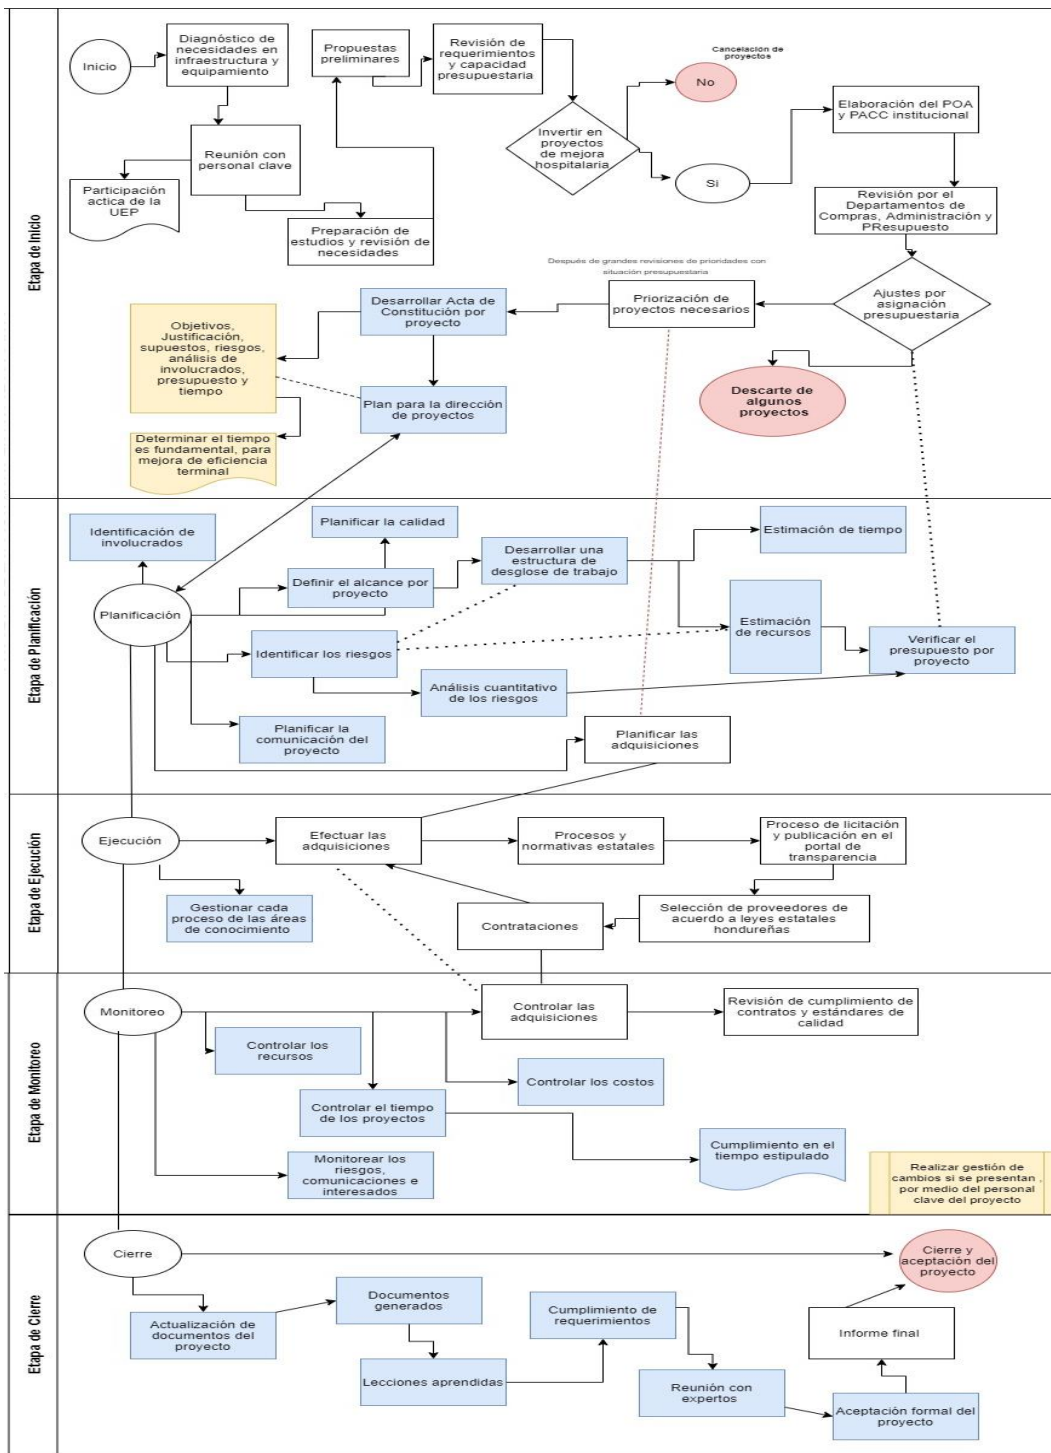 Etapa de Inicio
Inicio
Diagnóstico de
necesidades en
infraestructura y
equipamiento
Reunión con
personal clave
Participación
actica de la
UEP
Preparación de
estudios y revisión de
necesidades
Propuestas
preliminares
Revisión de
requerimientos
y capacidad
presupuestaria
Invertir en
proyectos
de mejora
hospitalaria.
Cancelación de
proyectos
No
Si
Elaboración del POA
y PACC institucional
Revisión por el
Departamentos de
Compras, Administración y
PResupuesto
Ajustes por
asignación
presupuestaria
Después de grandes revisiones de prioridades con
situación presupuestaria
Priorización de
proyectos necesarios
Descarte de
algunos
proyectos
Desarrollar Acta de
Constitución por
proyecto
Objetivos,
Justificación,
supuestos, riesgos,
análisis de
involucrados,
presupuesto y
tiempo
Plan para la dirección
de proyectos
Determinar el tiempo
es fundamental, para
mejora de eficiencia
terminal
Etapa de Planificación
Identificación de
involucrados
Planificar la calidad
Desarrollar una
estructura de
desglose de trabajo
Estimación de tiempo
Planificación
Definir el alcance por
proyecto
Identificar los riesgos
Estimación
de recursos
Verificar el
presupuesto por
proyecto
Análisis cuantitativo
de los riesgos
Planificar la
comunicación del
proyecto
Planificar las
adquisiciones
Etapa de Ejecución
Ejecución
Efectuar las
adquisiciones
Procesos y
normativas estatales
Proceso de licitación
y publicación en el
portal de
transparencia
Gestionar cada
proceso de las áreas
de conocimiento
Contrataciones
Selección de proveedores de
acuerdo a leyes estatales
hondureñas
Etapa de Monitoreo
Monitoreo
Controlar las
adquisiciones
Revisión de cumplimiento de
contratos y estándares de
calidad
Controlar los
recursos
Controlar los costos
Controlar el tiempo
de los proyectos
Cumplimiento en el
tiempo estipulado
Monitorear los
riesgos,
comunicaciones e
interesados
Realizar gestión de
cambios si se presentan ,
por medio del personal
clave del proyecto
Etapa de Cierre
Cierre
Cierre y
aceptación del
proyecto
Actualización de
documentos del
proyecto
Documentos
generados
Lecciones aprendidas
Cumplimiento de
requerimientos
Reunión con
expertos
Informe final
Aceptación formal del
proyecto